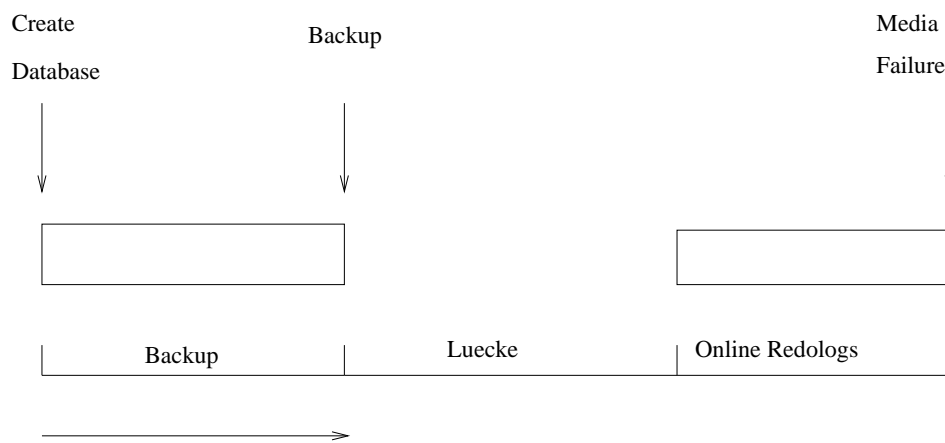 Create
Database
Backup
Media
Failure
Backup
Luecke
Online Redologs